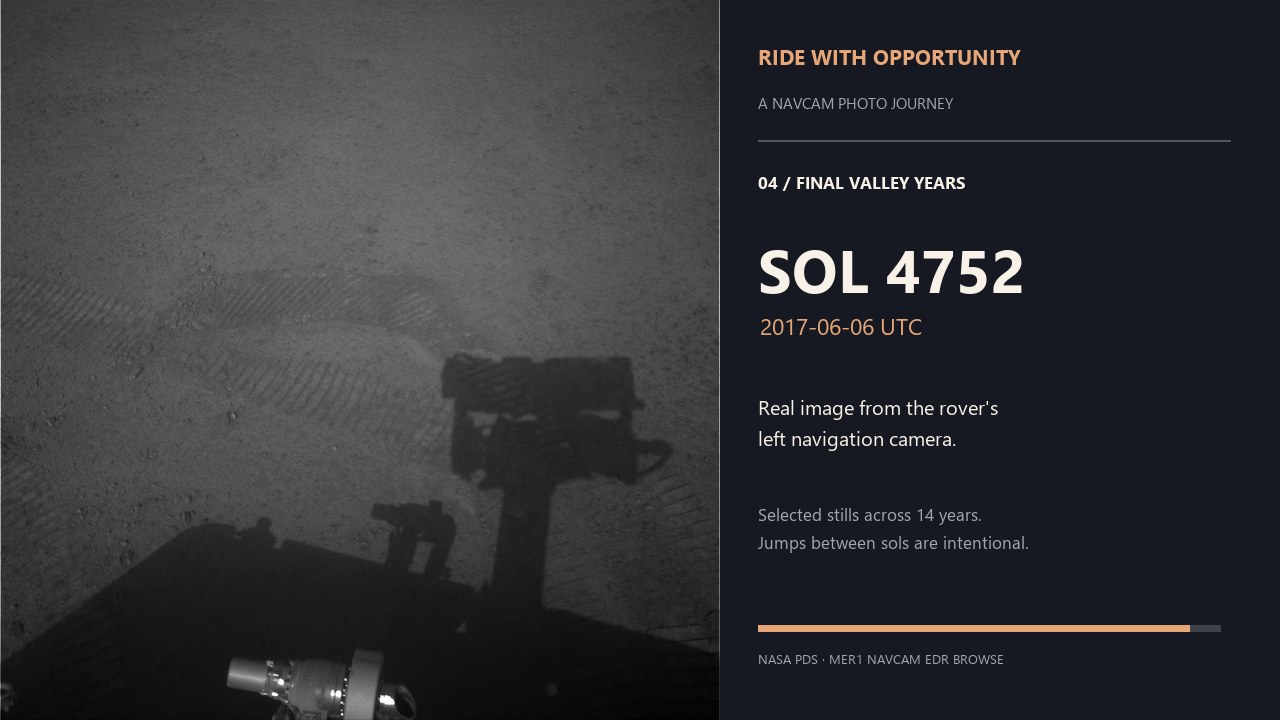 RIDE WITH OPPORTUNITY
A NAVCAM PHOTO JOURNEY
04 / FINAL VALLEY YEARS
SOL 4752
2017-06-06 UTC
Real image from the rover's
left navigation camera.
Selected stills across 14 years.
Jumps between sols are intentional.
NASA PDS · MER1 NAVCAM EDR BROWSE